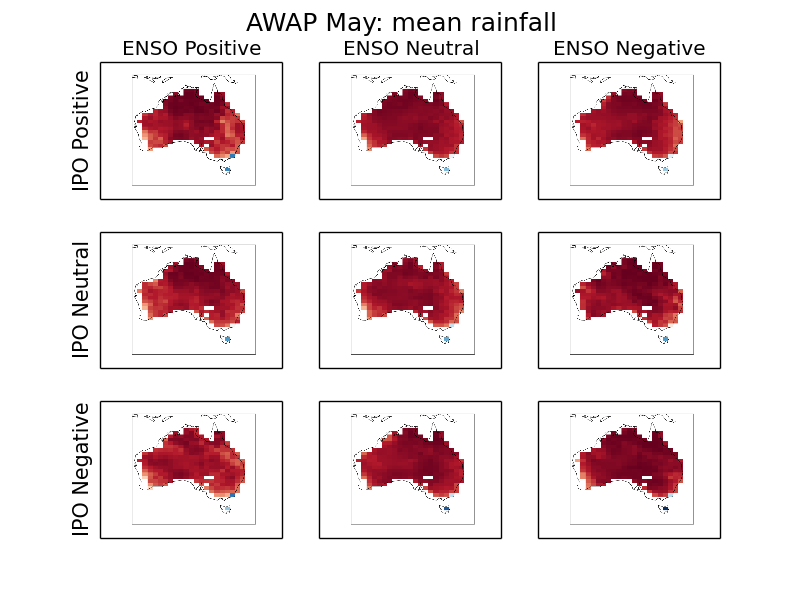 AWAP May: mean rainfall
ENSO Positive ENSO Neutral ENSO Negative
IPO Positive
IPO Neutral
IPO Negative